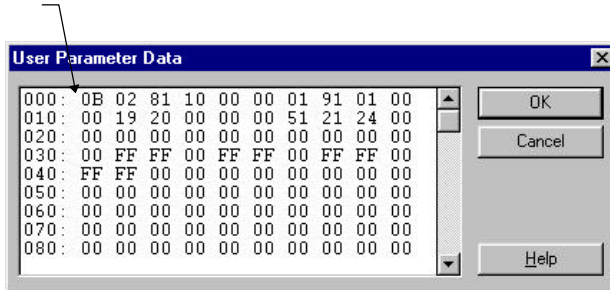 User Parameter Data
000: 0B 02 81 10 00 00 01 91 01 00
010: 00 19 20 00 00 00 51 21 24 00
020: 00 00 00 00 00 00 00 00 00 00
030: 00 FF FF 00 FF FF 00 FF FF 00
040: FF FF 00 00 00 00 00 00 00 00
050: 00 00 00 00 00 00 00 00 00 00
060: 00 00 00 00 00 00 00 00 00 00
070: 00 00 00 00 00 00 00 00 00 00
080: 00 00 00 00 00 00 00 00 00 00
OK
Cancel
Help